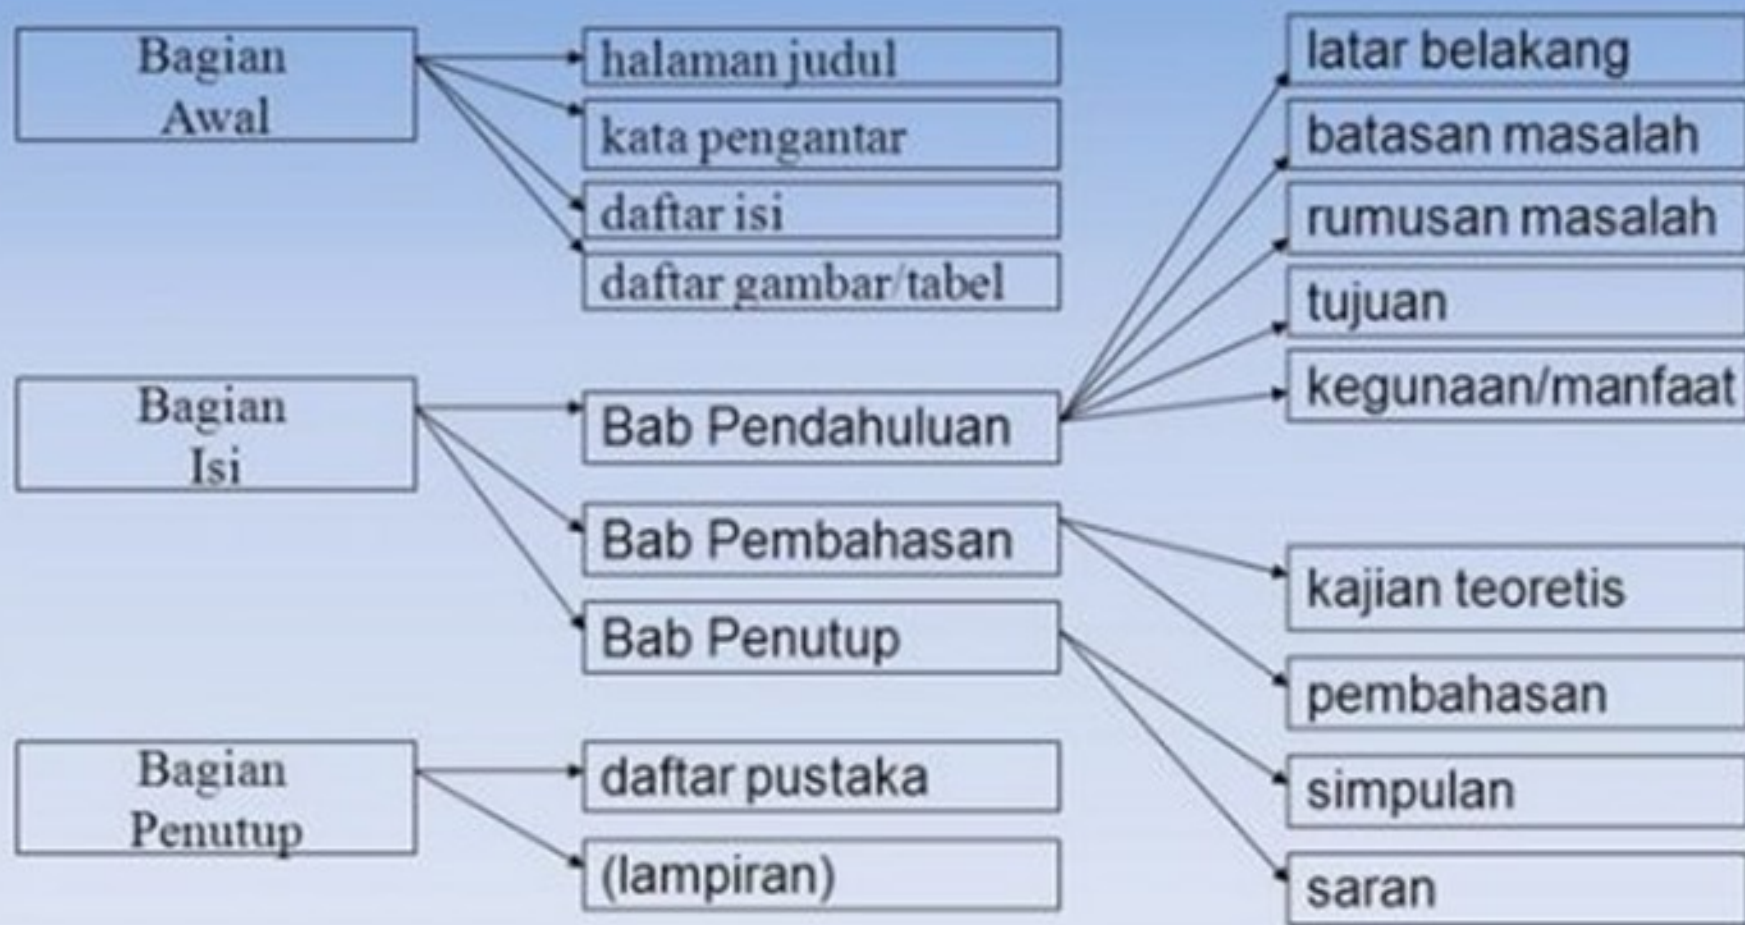 Bagian
Awal
halaman judul
kata pengantar
daftar isi
daftar gambar/tabel
Bagian
Isi
Bab Pendahuluan
latar belakang
batasan masalah
rumusan masalah
tujuan
kegunaan/manfaat
Bab Pembahasan
kajian teoretis
pembahasan
Bab Penutup
simpulan
saran
Bagian
Penutup
daftar pustaka
(lampiran)